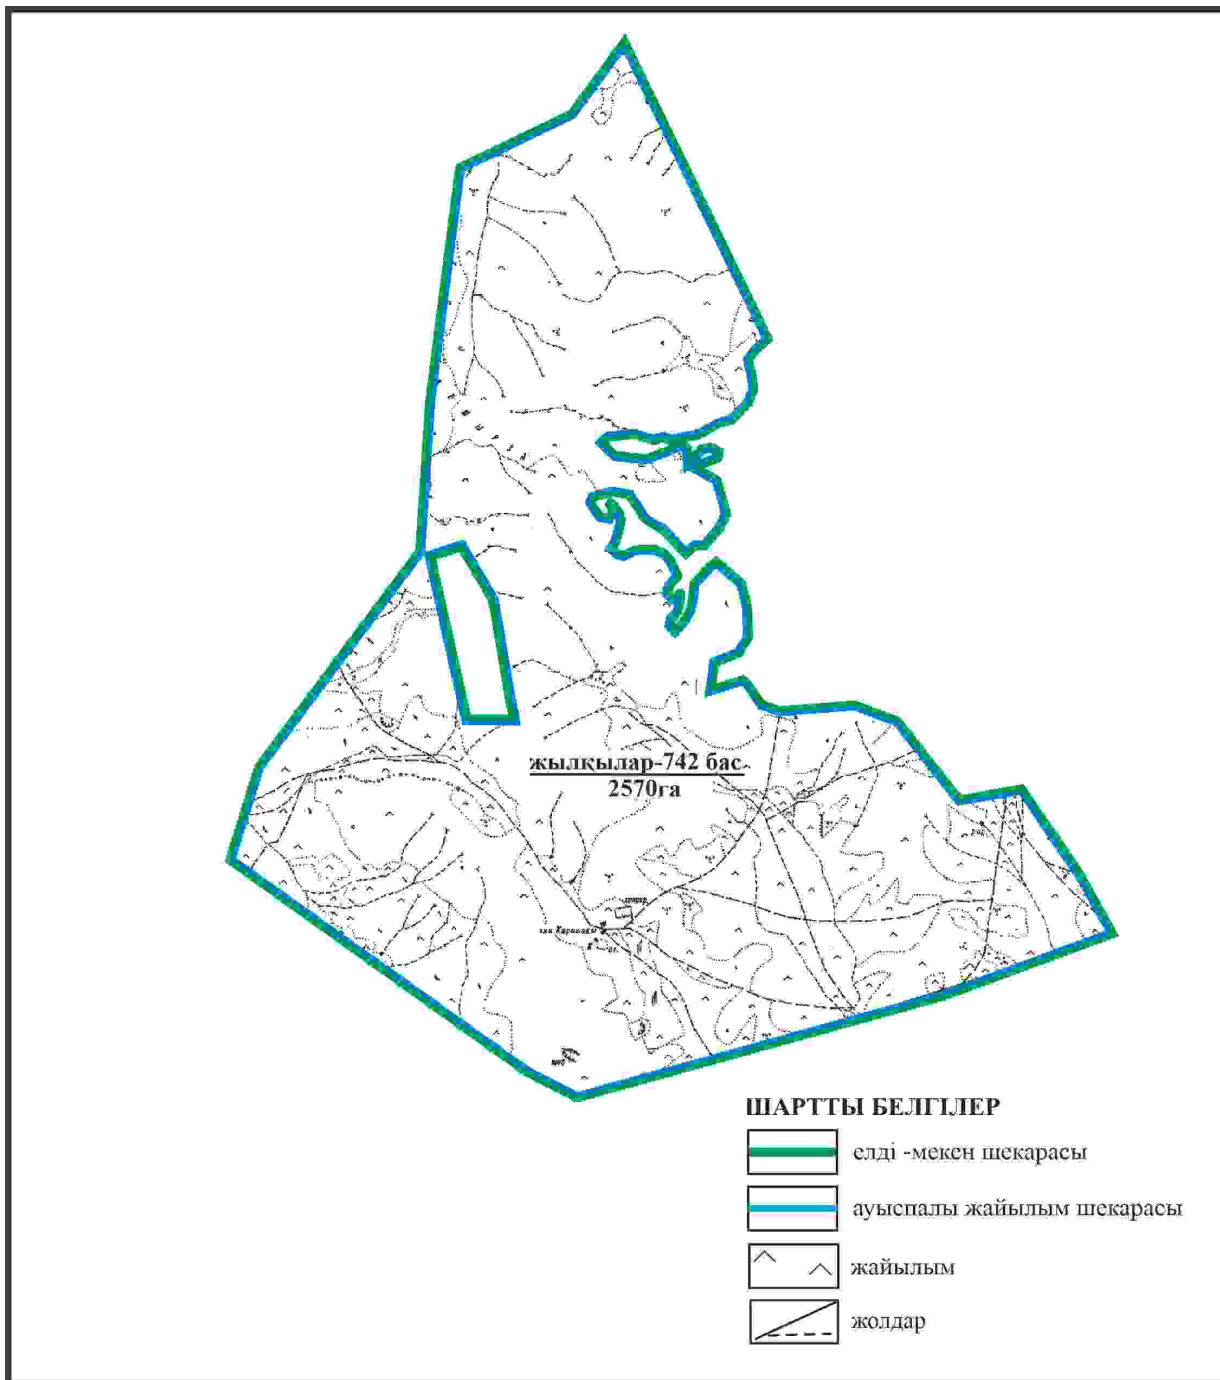 жылқылар-742 бас
2570га
ШАРТТЫ БЕЛГІЛЕР
елді -мекен шекарасы
ауыспалы жайылым шекарасы
жайылым
жолдар